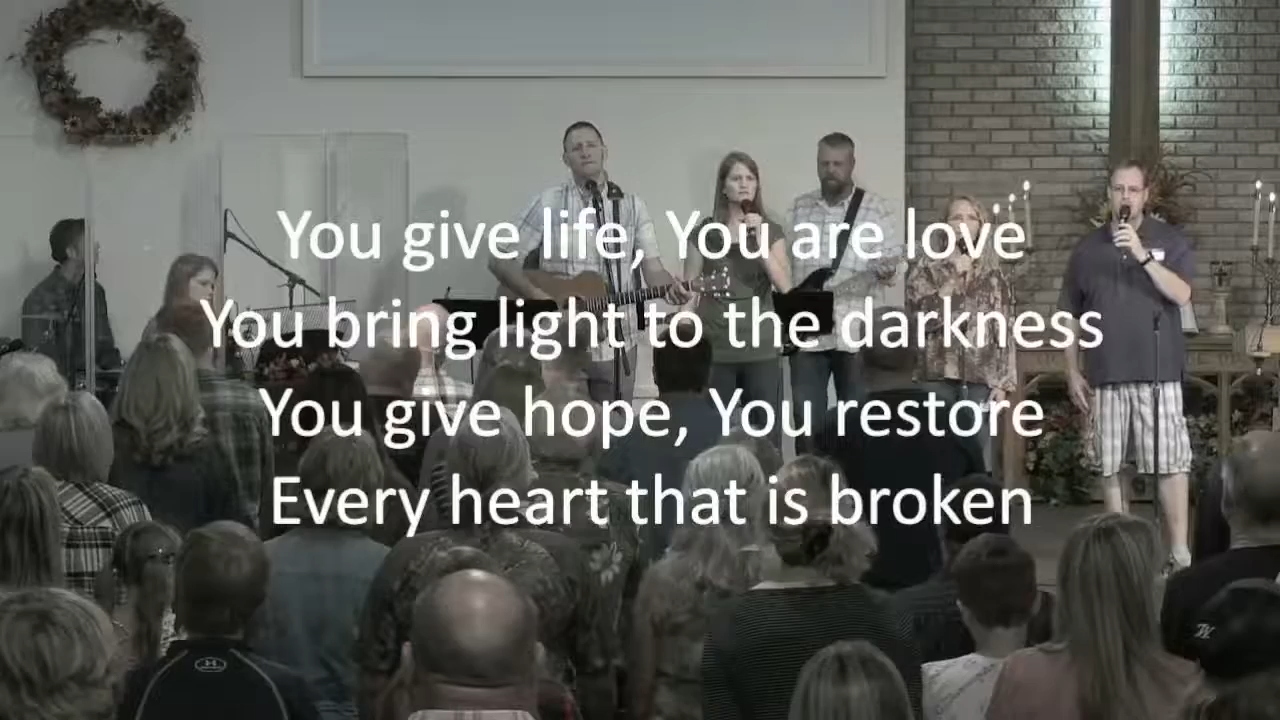 You give life, You are love
You bring light to the darkness
You give hope, You restore
Every heart that is broken